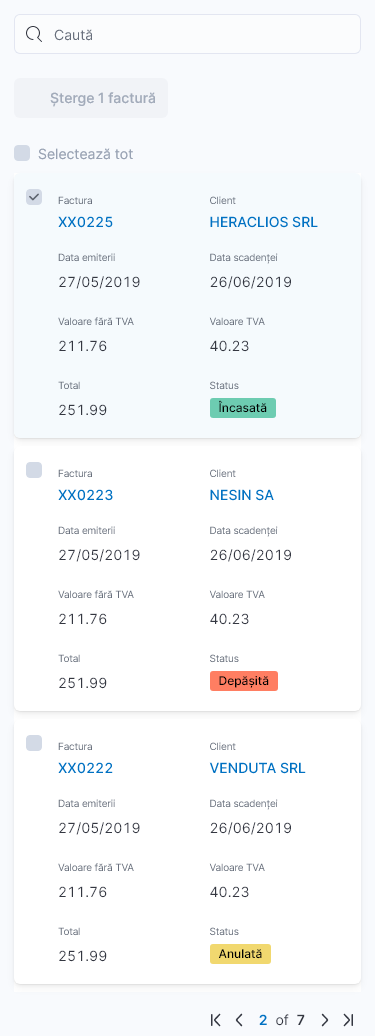 Caută
Șterge 1 factură
Selectează tot
Factura Client
XX0225 HERACLIOS SRL
Data emiterii Data scadenței
27/05/2019 26/06/2019
Valoare fără TVA Valoare TVA
211.76 40.23
Total Status
251.99 Încasată
Factura Client
XX0223 NESIN SA
Data emiterii Data scadenței
27/05/2019 26/06/2019
Valoare fără TVA Valoare TVA
211.76 40.23
Total Status
251.99 Depășită
Factura Client
XX0222 VENDUTA SRL
Data emiterii Data scadenței
27/05/2019 26/06/2019
Valoare fără TVA Valoare TVA
211.76 40.23
Total Status
251.99 Anulată
2 of 7